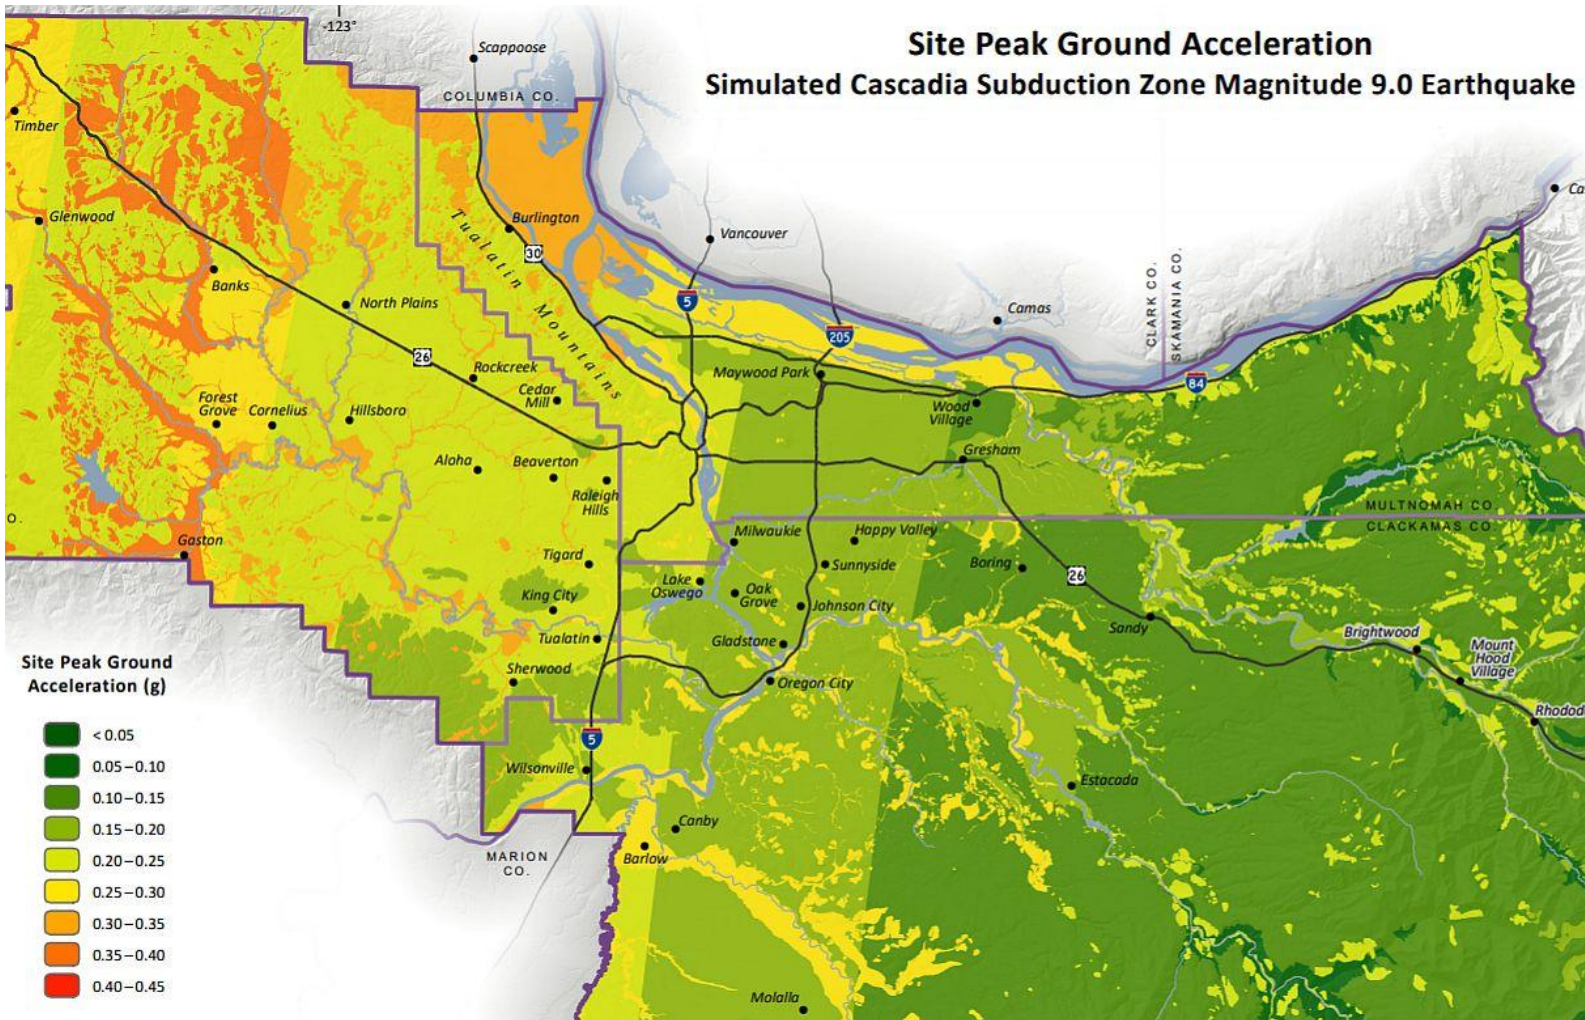 Site Peak Ground Acceleration
Simulated Cascadia Subduction Zone Magnitude 9.0 Earthquake
-123°
Scappoose
COLUMBIA CO.
Timber
Glenwood
Burlington
30
Tualatin Mountains
Vancouver
Banks
North Plains
5
205
Camas
CLARK CO.
SKAMANIA CO.
84
26
Rockcreek
Cedar
Mill
Maywood Park
Wood
Village
Forest
Grove
Cornelius
Hillsboro
Aloha
Beaverton
Raleigh
Hills
Gresham
MULTNOMAH CO.
CLACKAMAS CO.
O.
Gaston
Tigard
Milwaukie
Happy Valley
Sunnyside
Boring
26
King City
Lake
Oswego
Oak
Grove
Johnson City
Tualatin
Gladstone
Sandy
Brightwood
Mount
Hood
Village
Sherwood
Oregon City
Rhodod
5
Wilsonville
Estacada
Canby
Barlow
MARION
CO.
Molalla
Ca
Site Peak Ground
Acceleration (g)
< 0.05
0.05–0.10
0.10–0.15
0.15–0.20
0.20–0.25
0.25–0.30
0.30–0.35
0.35–0.40
0.40–0.45